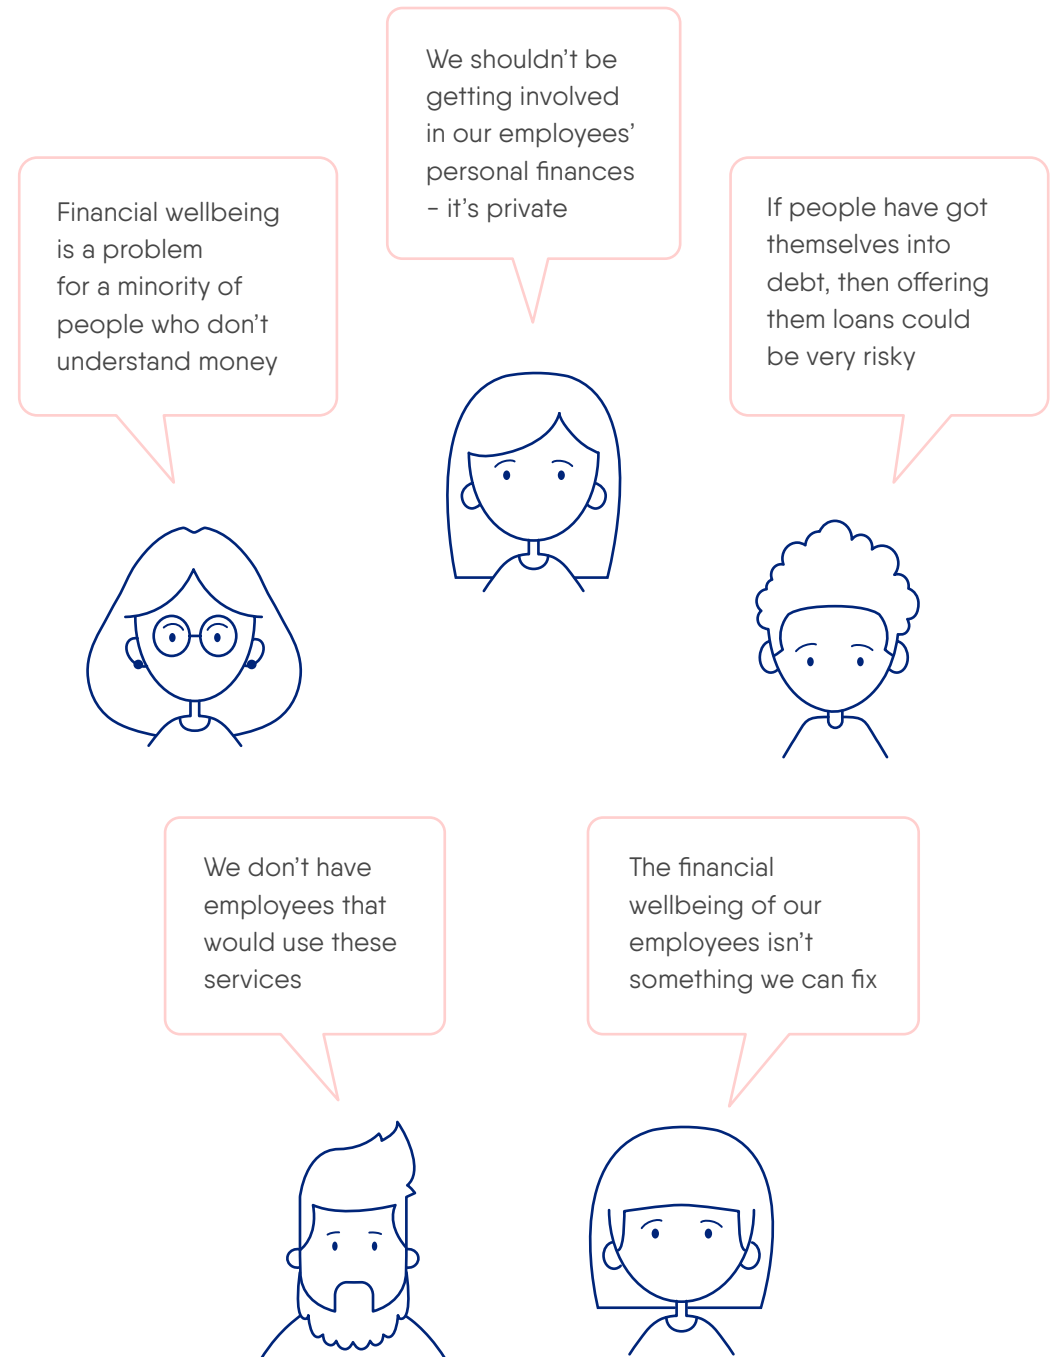 We shouldn’t be
getting involved
in our employees’
personal finances
– it’s private
Financial wellbeing
is a problem
for a minority of
people who don’t
understand money
If people have got
themselves into
debt, then offering
them loans could
be very risky
We don’t have
employees that
would use these
services
The financial
wellbeing of our
employees isn’t
something we can fix